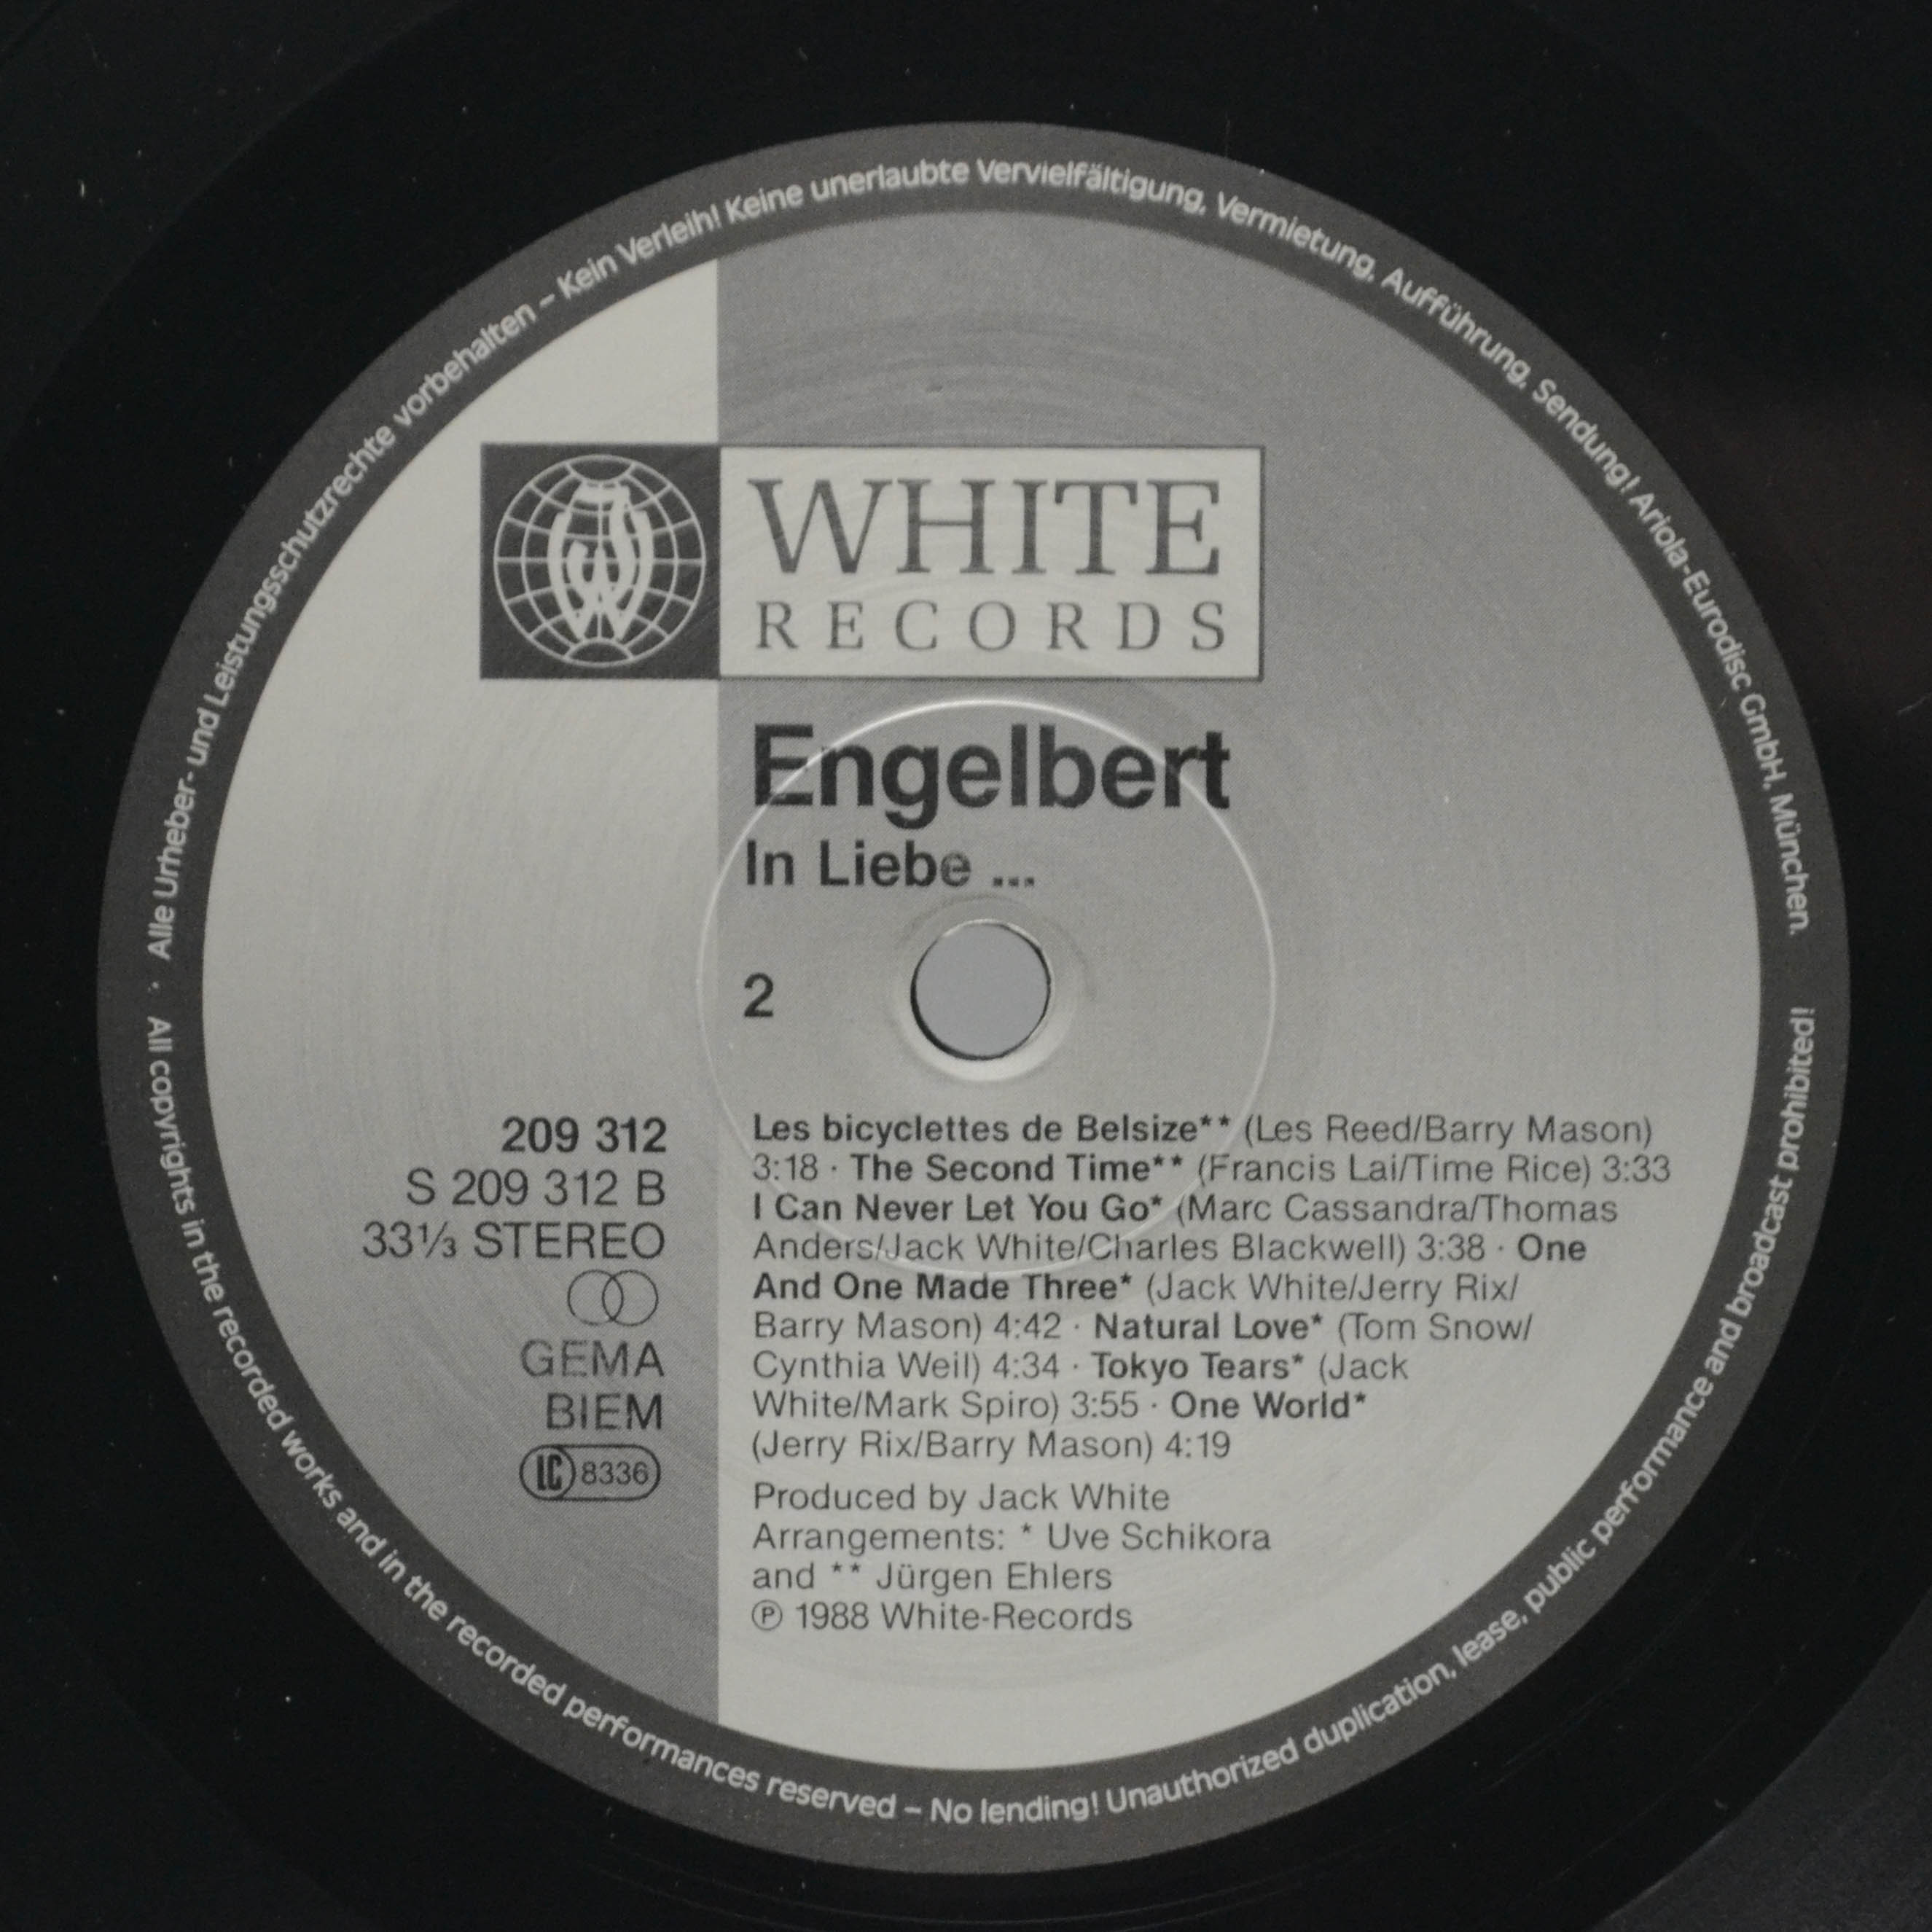 Alle Urheber- und Leistungsschutzrechte vorbehalten – Kein Verleih! Keine unerlaubte Vervielfältigung, Vermietung, Aufführung, Sendung! Ariola-Eurodisc GmbH, München.
WHITE
RECORDS
Engelbert
In Liebe ...
2
209 312
S 209 312 B
33⅓ STEREO
GEMA
BIEM
LC 8336
Les bicyclettes de Belsize** (Les Reed/Barry Mason)
3:18 · The Second Time** (Francis Lai/Time Rice) 3:33
I Can Never Let You Go* (Marc Cassandra/Thomas
Anders/Jack White/Charles Blackwell) 3:38 · One
And One Made Three* (Jack White/Jerry Rix/
Barry Mason) 4:42 · Natural Love* (Tom Snow/
Cynthia Weil) 4:34 · Tokyo Tears* (Jack
White/Mark Spiro) 3:55 · One World*
(Jerry Rix/Barry Mason) 4:19
Produced by Jack White
Arrangements: * Uve Schikora
and ** Jürgen Ehlers
℗ 1988 White-Records
· All copyrights in the recorded works and in the recorded performances reserved – No lending! Unauthorized duplication, lease, public performance and broadcast prohibited!